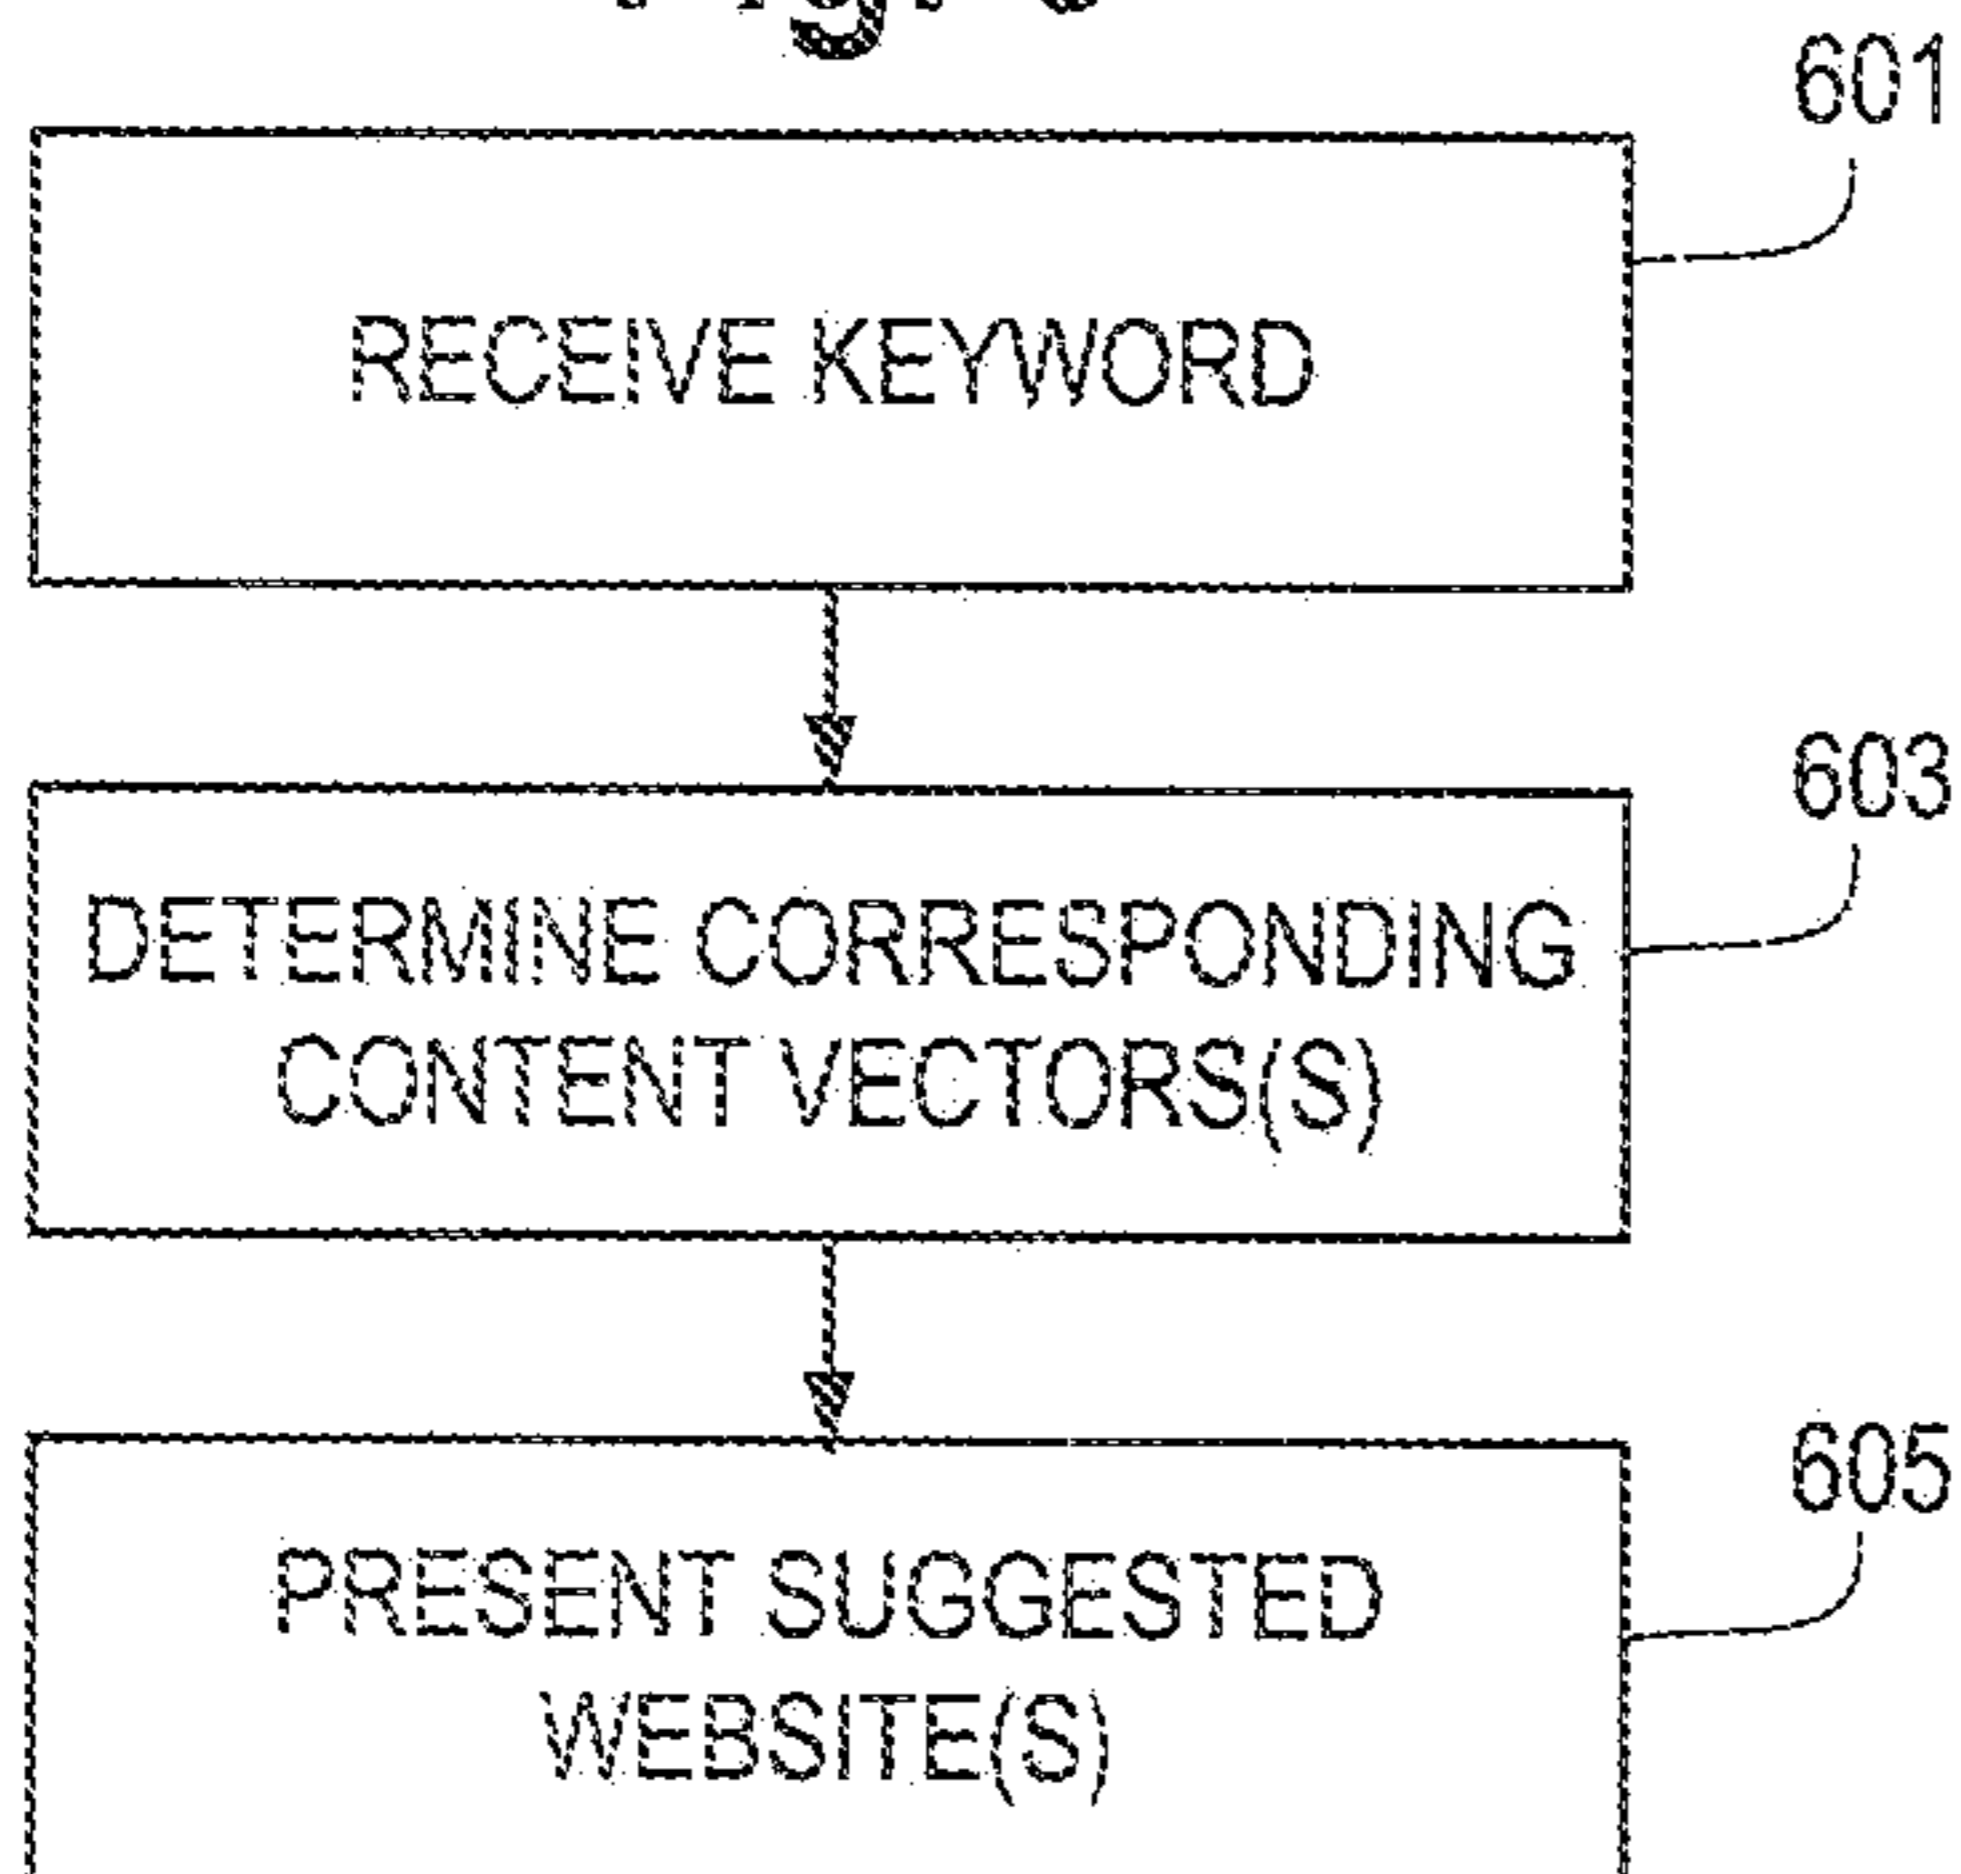 601
RECEIVE KEYWORD
603
DETERMINE CORRESPONDING
CONTENT VECTORS(S)
605
PRESENT SUGGESTED
WEBSITE(S)